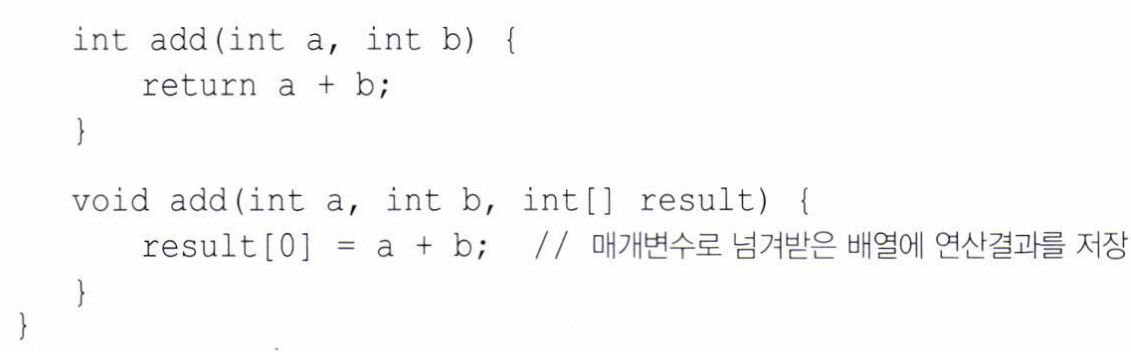 int add(int a, int b) {
return a + b;
}
void add(int a, int b, int[] result) {
result[0] = a + b; // 매개변수로 넘겨받은 배열에 연산결과를 저장
}
}